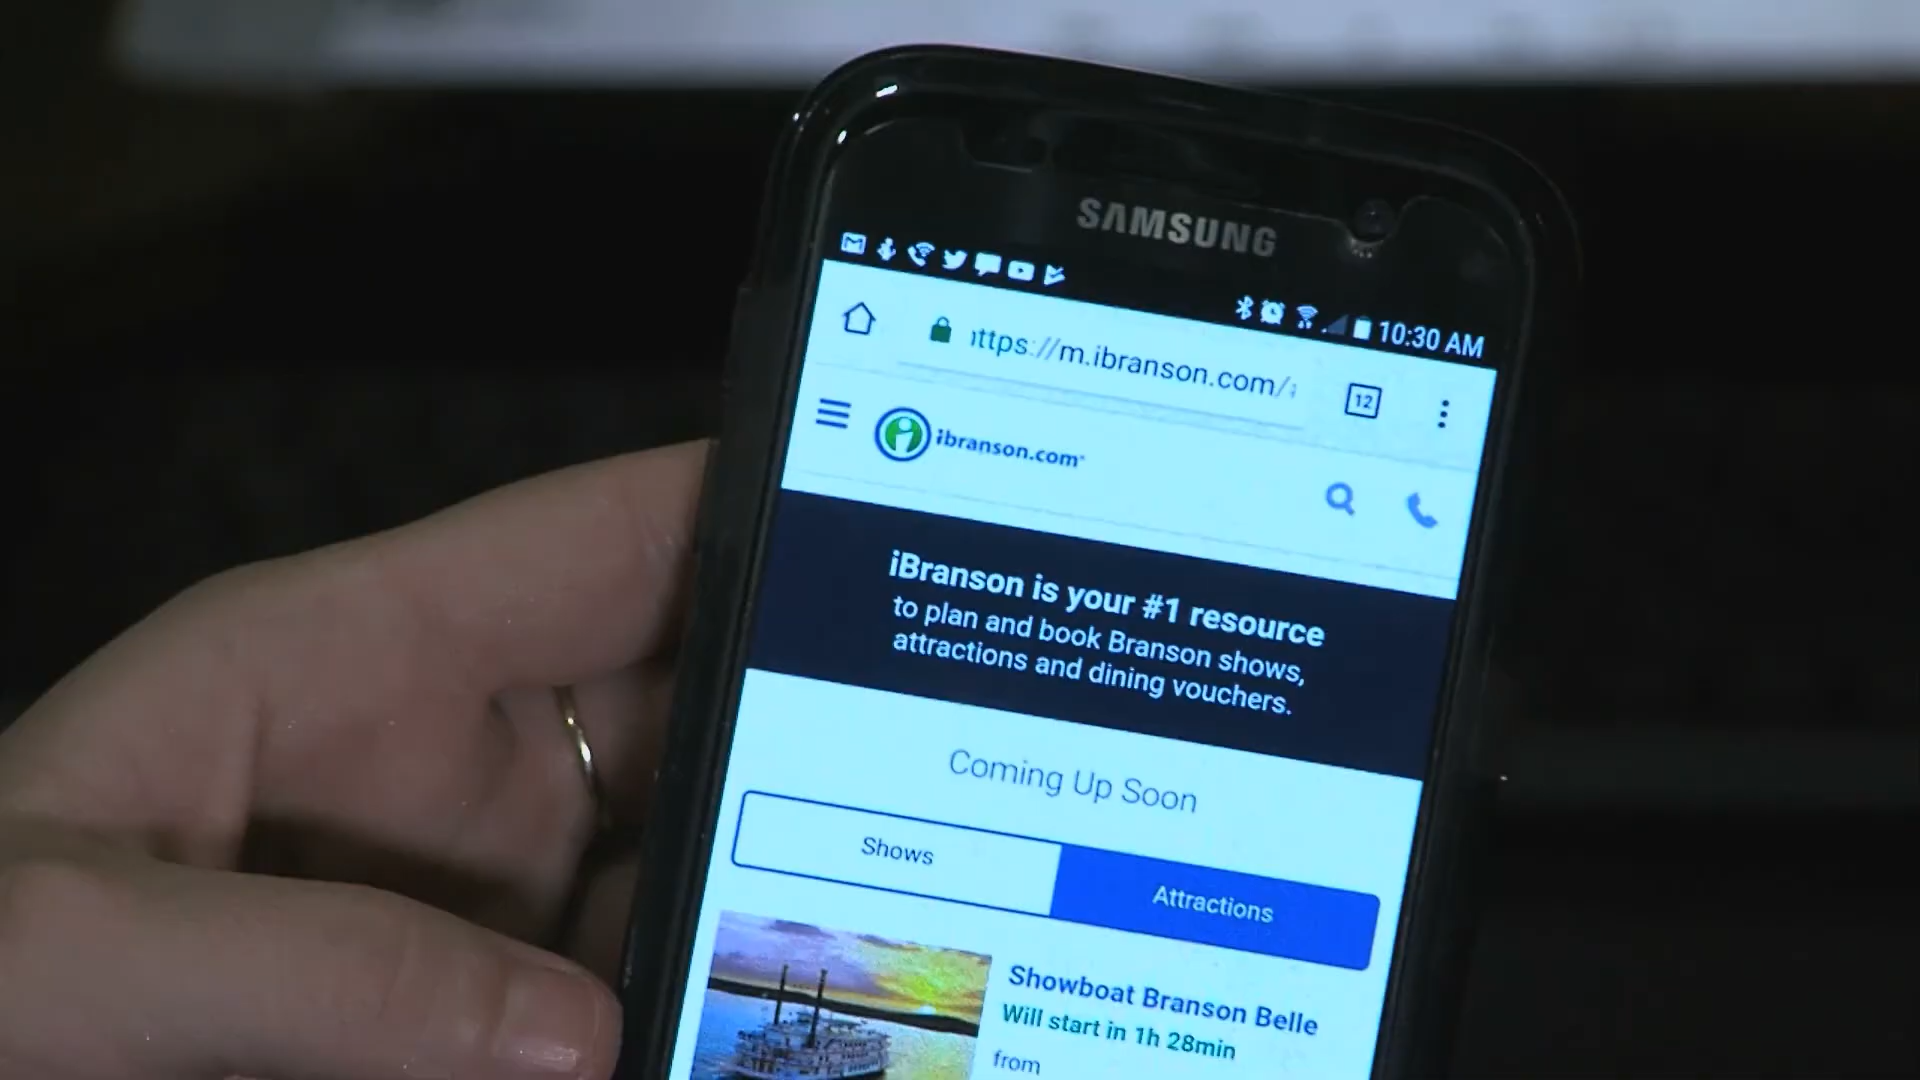 SAMSUNG
10:30 AM
ttps://m.ibranson.com/
12
ibranson.com
iBranson is your #1 resource
to plan and book Branson shows,
attractions and dining vouchers.
Coming Up Soon
Shows
Attractions
Showboat Branson Belle
Will start in 1h 28min
from